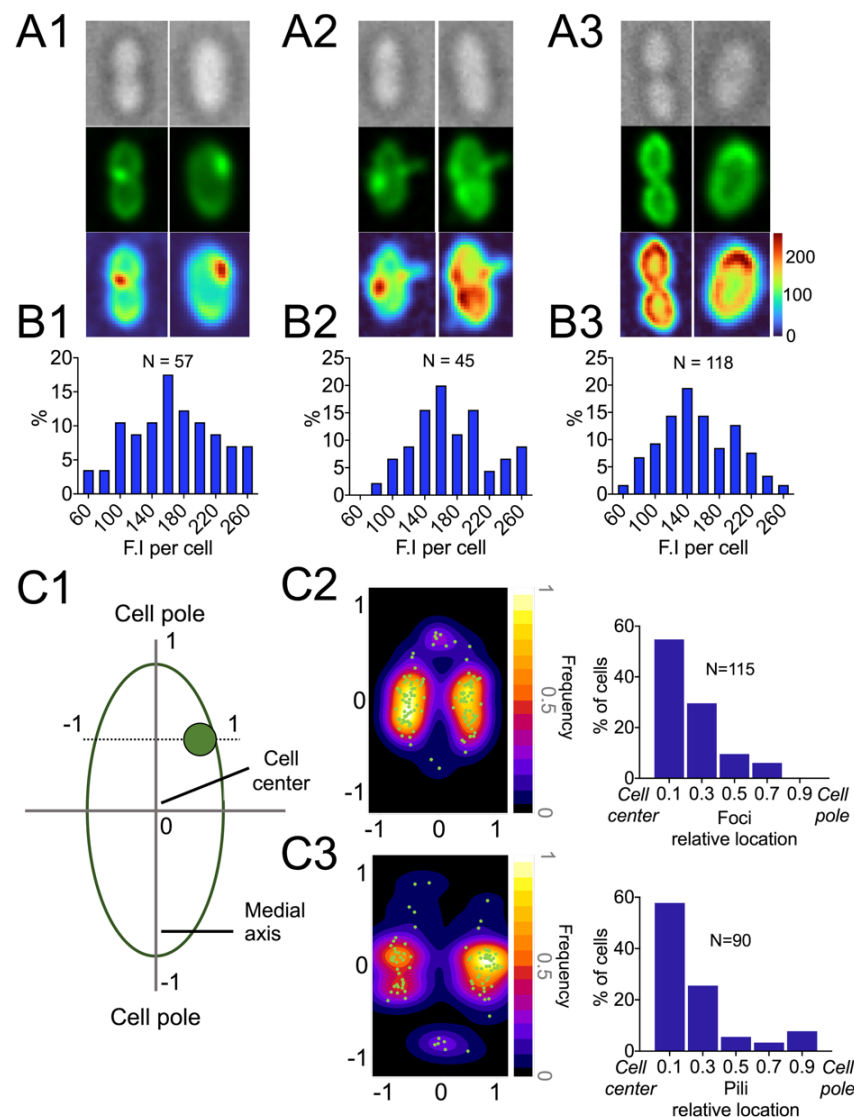 A1
A2
A3
200
100
0
B1
N = 57
20
15
10
5
0
%
60
100
140
180
220
260
F.I per cell
B2
N = 45
25
20
15
10
5
0
%
60
100
140
180
220
260
F.I per cell
B3
N = 118
25
20
15
10
5
0
%
60
100
140
180
220
260
F.I per cell
C1
Cell pole
1
-1
1
Cell
center
0
Medial
axis
-1
Cell pole
C2
1
0
-1
-1
0
1
1
0.5
0
Frequency
60
40
20
0
% of cells
N=115
0.1 0.3 0.5 0.7 0.9
Cell
center
Foci
relative location
Cell
pole
C3
1
0
-1
-1
0
1
1
0.5
0
Frequency
60
40
20
0
% of cells
N=90
0.1 0.3 0.5 0.7 0.9
Cell
center
Pili
relative location
Cell
pole